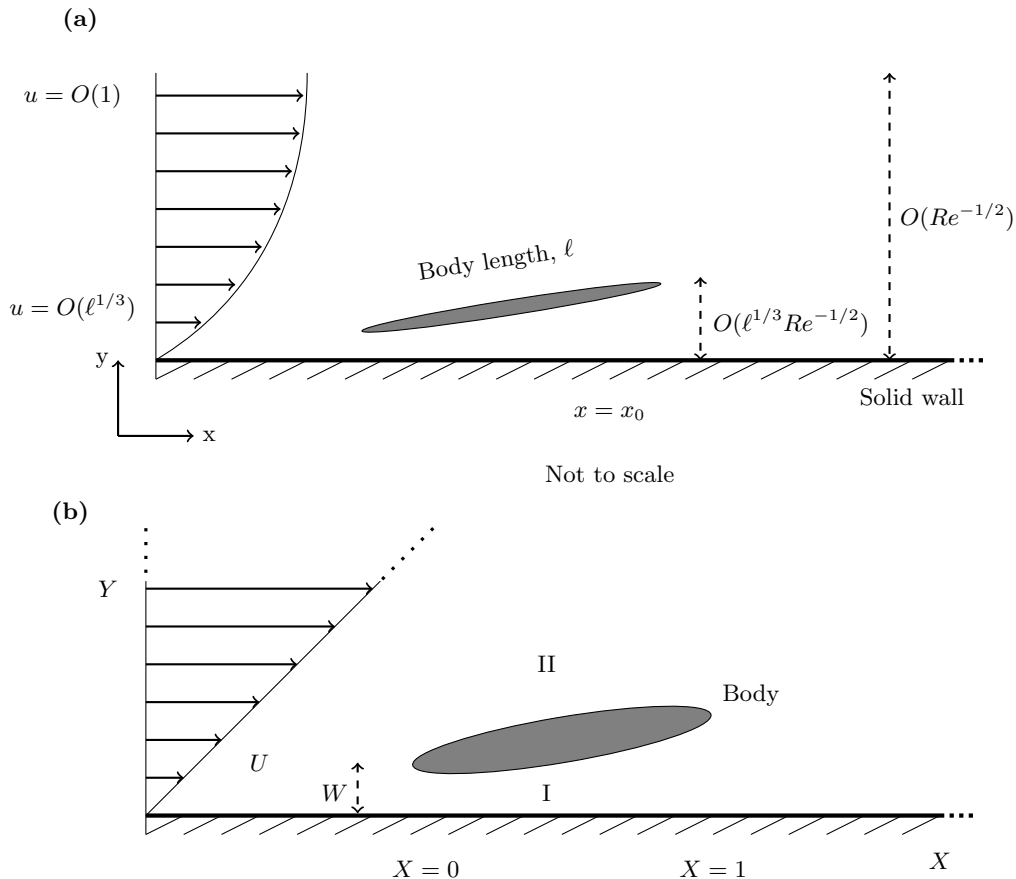 (a)
u = O(1)
Body length, ℓ
O(Re^{-1/2})
u = O(ℓ^{1/3})
O(ℓ^{1/3}Re^{-1/2})
y
Solid wall
x = x_0
x
Not to scale
(b)
Y
II
Body
U
W
I
X
X = 0
X = 1